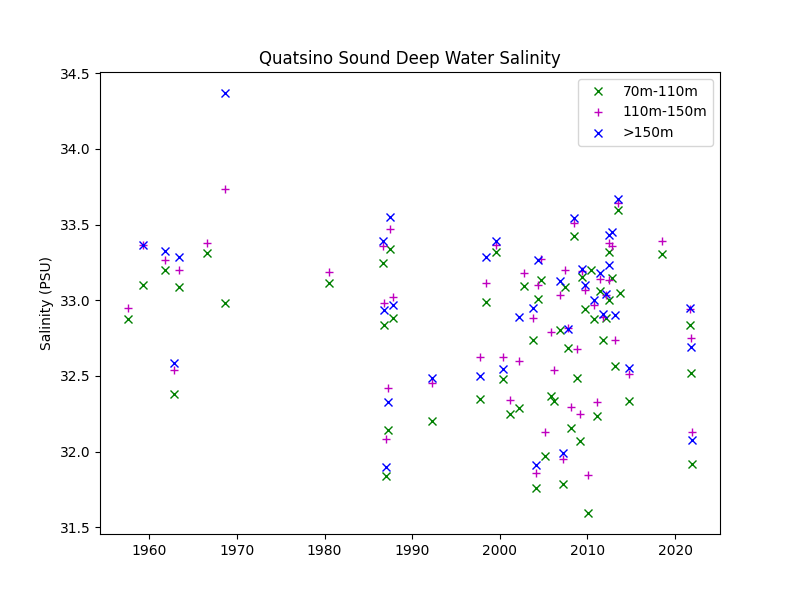 Quatsino Sound Deep Water Salinity
34.5
34.0
33.5
33.0
32.5
32.0
31.5
Salinity (PSU)
70m-110m
110m-150m
>150m
1960 1970 1980 1990 2000 2010 2020